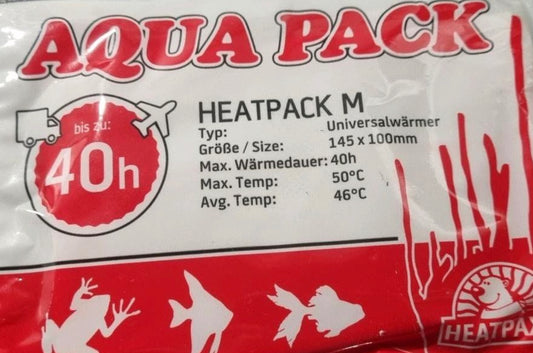 AQUA PACK
bis zu:
40h
HEATPACK M
Typ: Universalwärmer
Größe / Size: 145 x 100mm
Max. Wärmedauer: 40h
Max. Temp: 50°C
Avg. Temp: 46°C